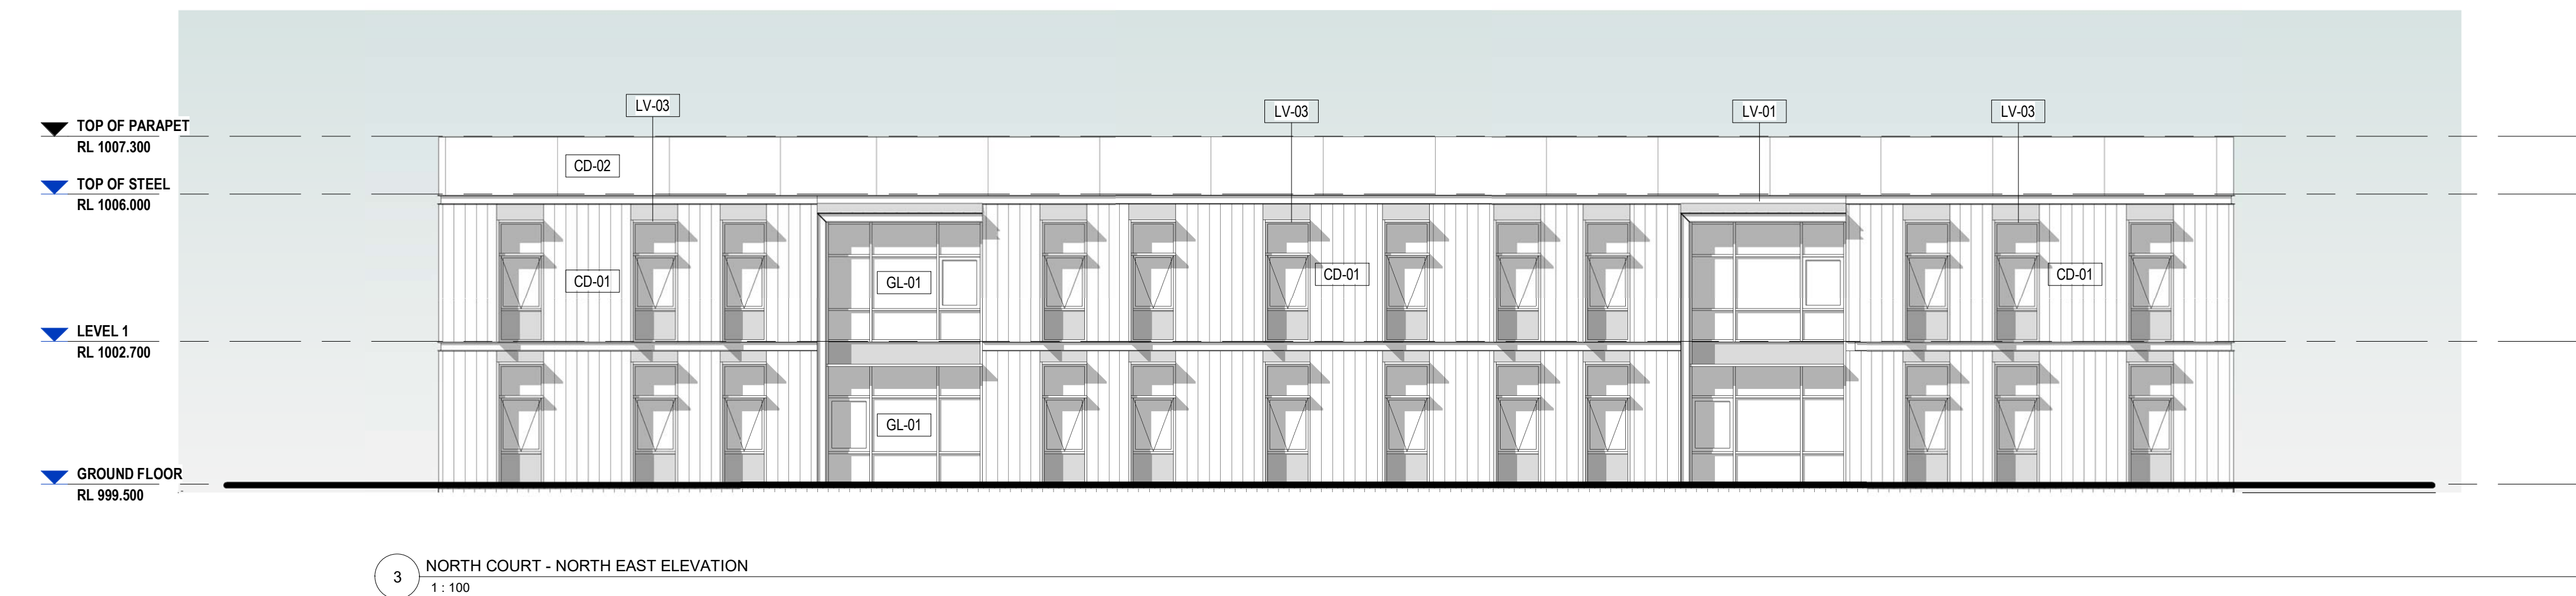 LV-03
LV-03
LV-01
LV-03
TOP OF PARAPET
RL 1007.300
CD-02
TOP OF STEEL
RL 1006.000
CD-01
GL-01
CD-01
CD-01
LEVEL 1
RL 1002.700
GL-01
GROUND FLOOR
RL 999.500
3
NORTH COURT - NORTH EAST ELEVATION
1 : 100